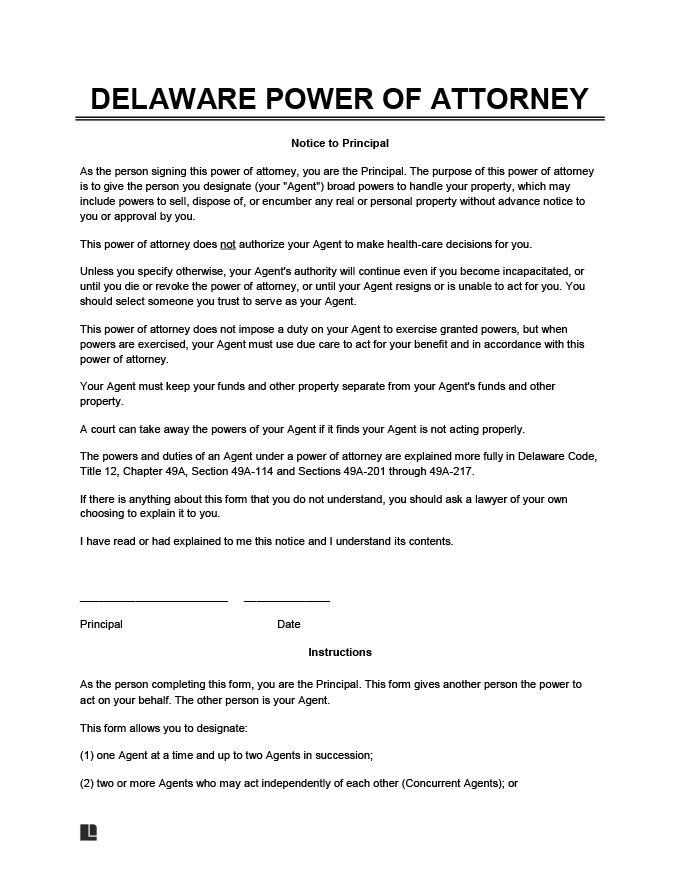 DELAWARE POWER OF ATTORNEY
Notice to Principal
As the person signing this power of attorney, you are the Principal. The purpose of this power of attorney
is to give the person you designate (your "Agent") broad powers to handle your property, which may
include powers to sell, dispose of, or encumber any real or personal property without advance notice to
you or approval by you.
This power of attorney does not authorize your Agent to make health-care decisions for you.
Unless you specify otherwise, your Agent's authority will continue even if you become incapacitated, or
until you die or revoke the power of attorney, or until your Agent resigns or is unable to act for you. You
should select someone you trust to serve as your Agent.
This power of attorney does not impose a duty on your Agent to exercise granted powers, but when
powers are exercised, your Agent must use due care to act for your benefit and in accordance with this
power of attorney.
Your Agent must keep your funds and other property separate from your Agent's funds and other
property.
A court can take away the powers of your Agent if it finds your Agent is not acting properly.
The powers and duties of an Agent under a power of attorney are explained more fully in Delaware Code,
Title 12, Chapter 49A, Section 49A-114 and Sections 49A-201 through 49A-217.
If there is anything about this form that you do not understand, you should ask a lawyer of your own
choosing to explain it to you.
I have read or had explained to me this notice and I understand its contents.
Principal Date
Instructions
As the person completing this form, you are the Principal. This form gives another person the power to
act on your behalf. The other person is your Agent.
This form allows you to designate:
(1) one Agent at a time and up to two Agents in succession;
(2) two or more Agents who may act independently of each other (Concurrent Agents); or